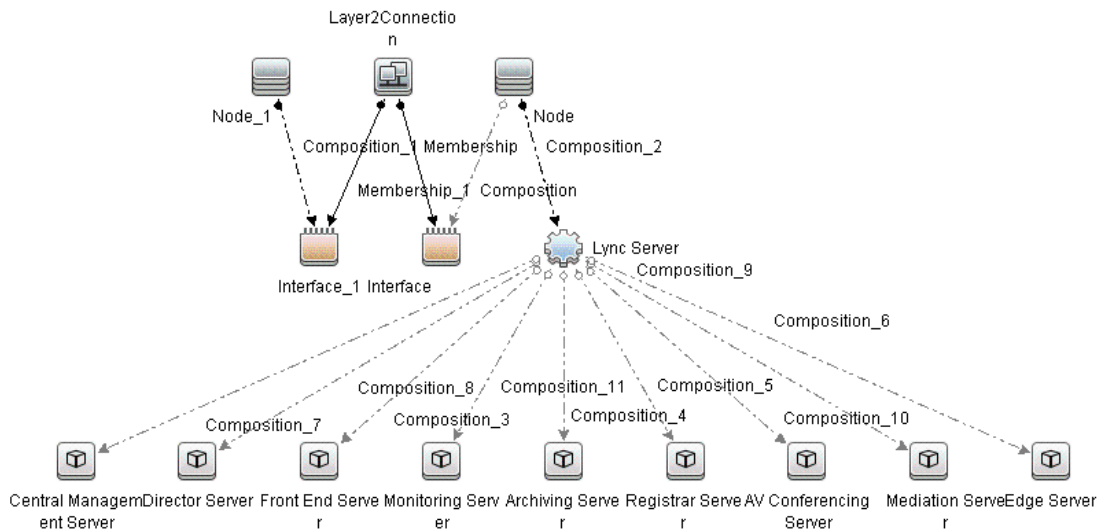 Layer2Connectio
n
Node_1
Node
Composition_1
Membership
Composition_2
Membership_1
Composition
Lync Server
Interface_1
Interface
Composition_9
Composition_6
Composition_8
Composition_11
Composition_5
Composition_7
Composition_3
Composition_4
Composition_10
Central Managem
ent Server
Director Server
Front End Serve
r
Monitoring Serv
er
Archiving Serve
r
Registrar Serve
r
AV Conferencing
Server
Mediation Serve
r
Edge Server